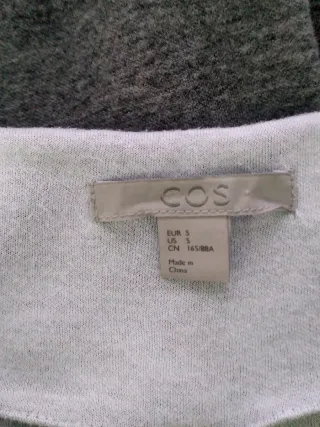 COS
EUR S
US S
CN 165/88A
Made in
China